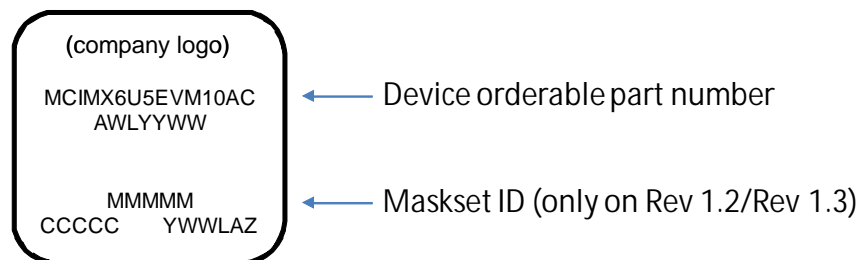 (company logo)
MCIMX6U5EVM10AC
Device orderable part number
AWLYYWW
MMMMM
Maskset ID (only on Rev 1.2/Rev 1.3)
CCCCC YWWLAZ